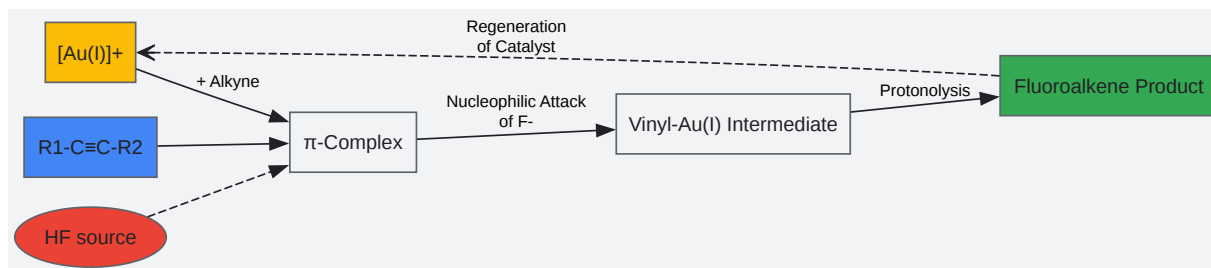 [Au(I)]+
+ Alkyne
R1-C≡C-R2
HF source
π-Complex
Nucleophilic Attack
of F-
Vinyl-Au(I) Intermediate
Protonolysis
Fluoroalkene Product
Regeneration
of Catalyst